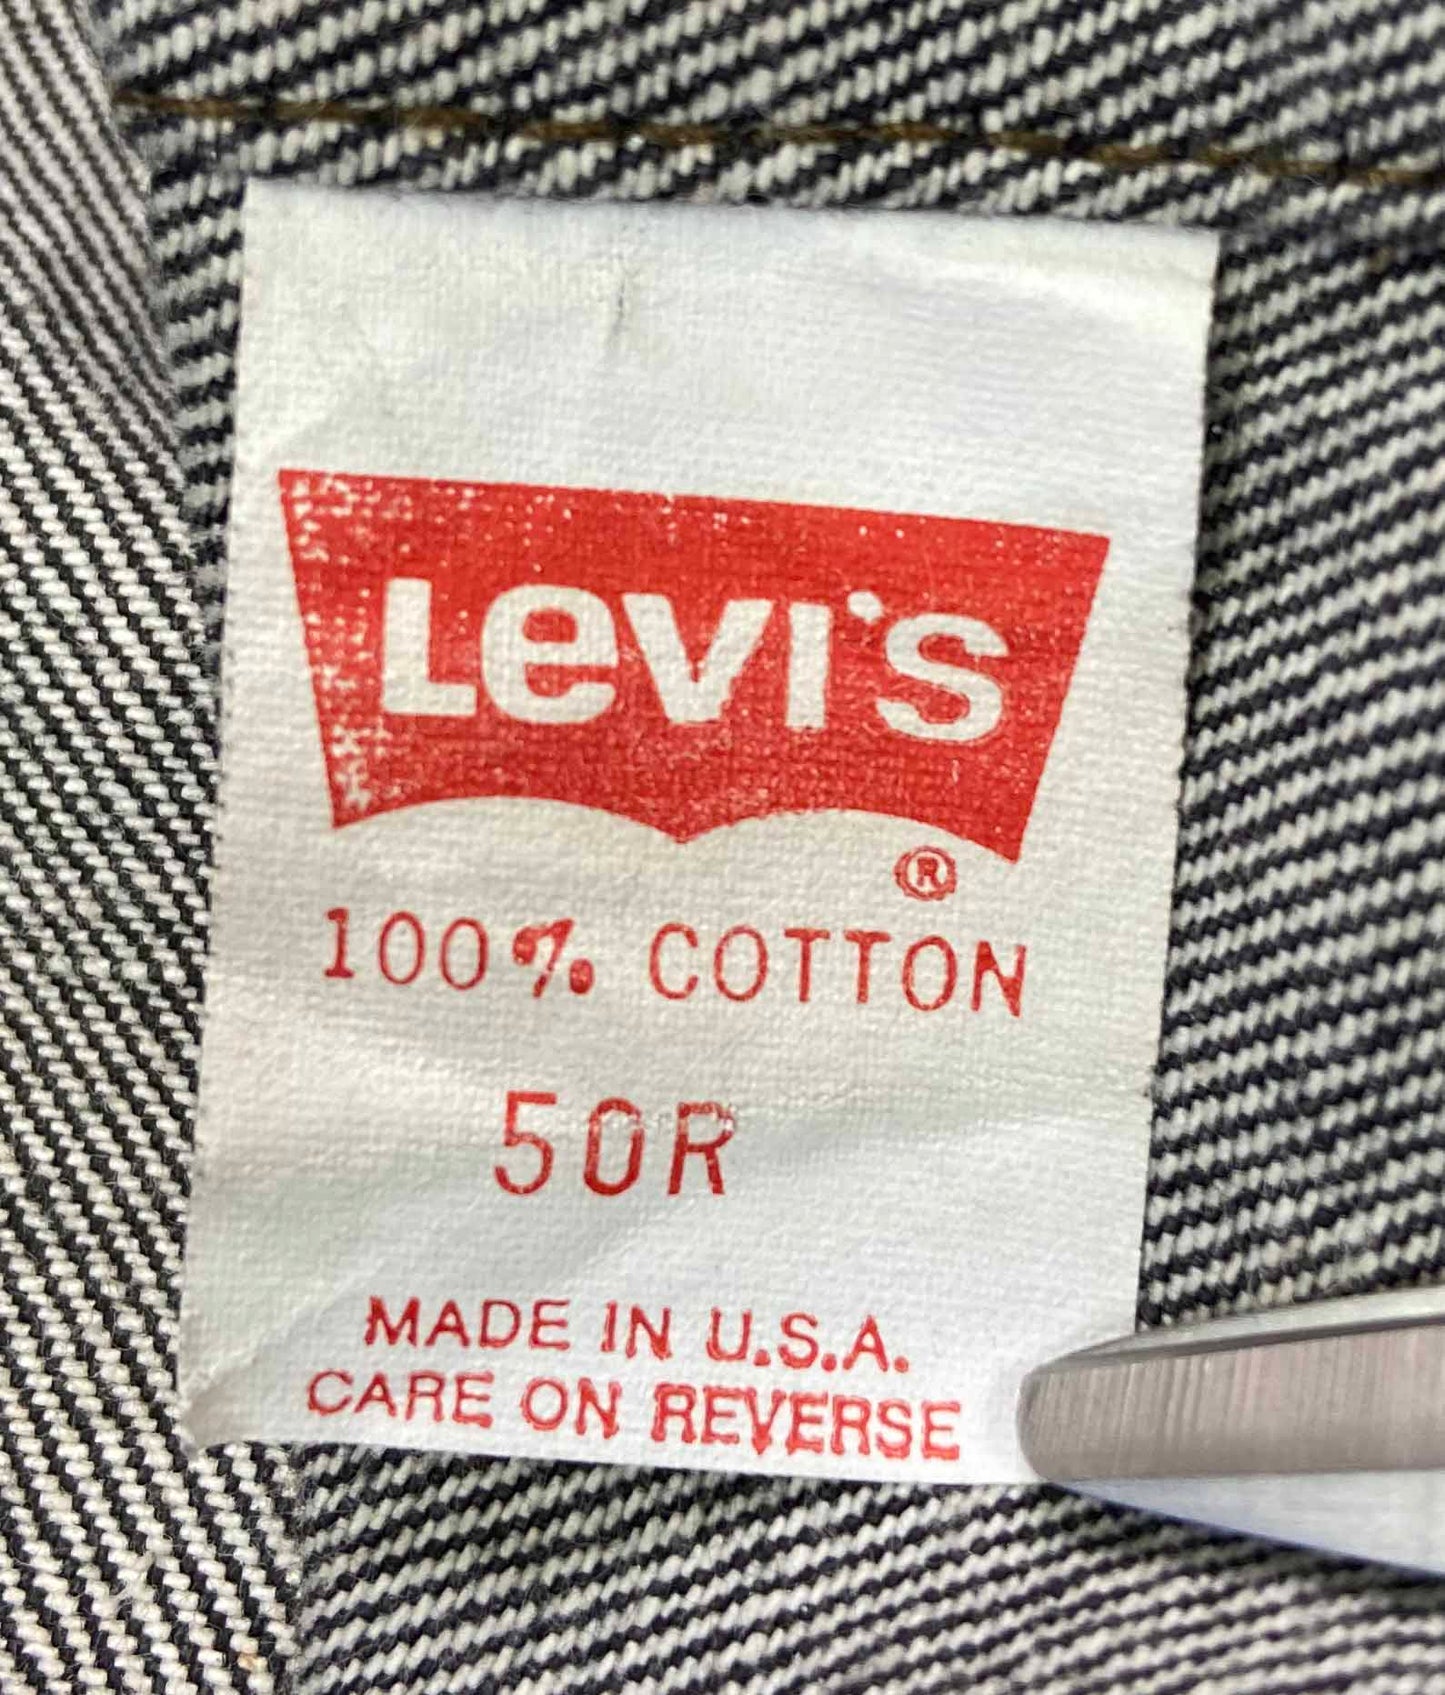 Levi's
®
100% COTTON
50R
MADE IN U.S.A.
CARE ON REVERSE